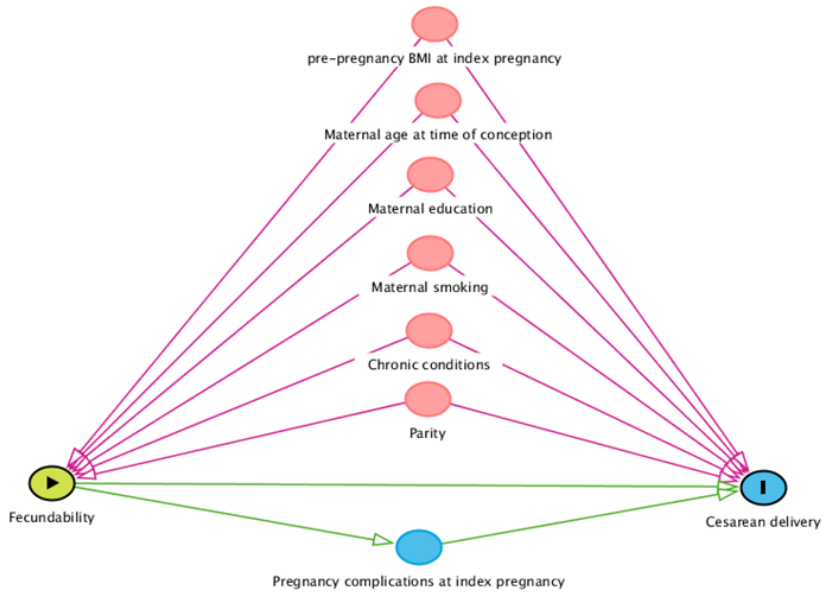 pre-pregnancy BMI at index pregnancy
Maternal age at time of conception
Maternal education
Maternal smoking
Chronic conditions
Parity
Fecundability
Cesarean delivery
Pregnancy complications at index pregnancy